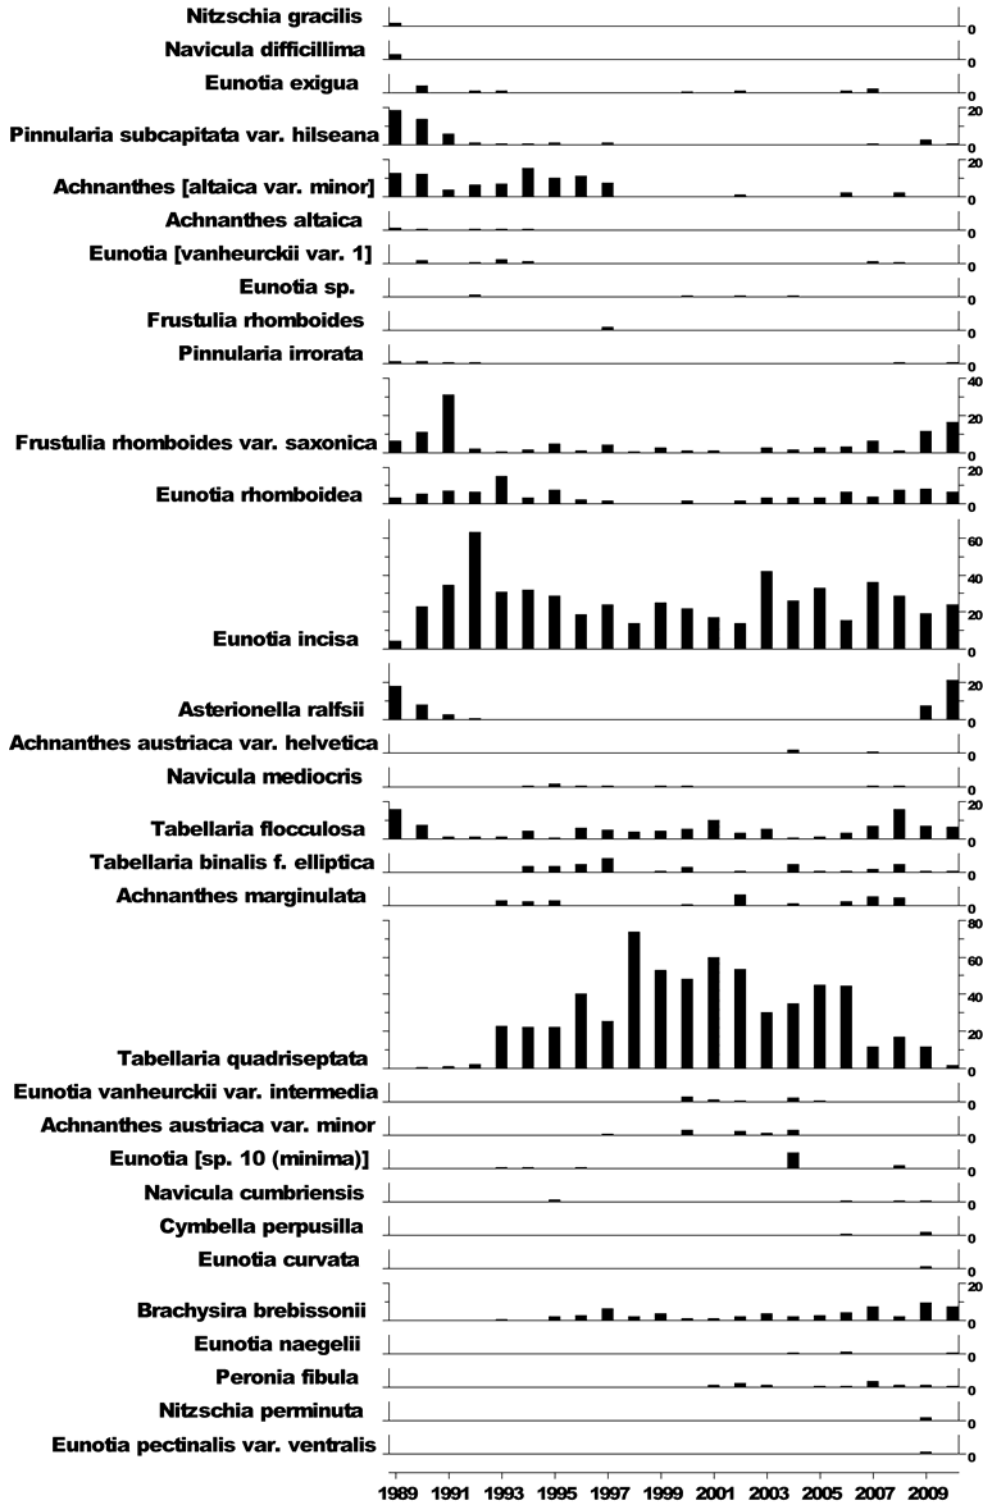 Nitzschia gracilis
0
Navicula difficillima
0
Eunotia exigua
0
20
Pinnularia subcapitata var. hilseana
0
20
Achnanthes [altaica var. minor]
0
Achnanthes altaica
0
Eunotia [vanheurckii var. 1]
0
Eunotia sp.
0
Frustulia rhomboides
0
Pinnularia irrorata
0
40
20
Frustulia rhomboides var. saxonica
0
20
Eunotia rhomboidea
0
60
40
20
Eunotia incisa
0
20
Asterionella ralfsii
0
Achnanthes austriaca var. helvetica
0
Navicula mediocris
0
20
Tabellaria flocculosa
0
Tabellaria binalis f. elliptica
0
Achnanthes marginulata
0
80
60
40
20
Tabellaria quadriseptata
0
Eunotia vanheurckii var. intermedia
0
Achnanthes austriaca var. minor
0
Eunotia [sp. 10 (minima)]
0
Navicula cumbriensis
0
Cymbella perpusilla
0
Eunotia curvata
0
20
Brachysira brebissonii
0
Eunotia naegelii
0
Peronia fibula
0
Nitzschia perminuta
0
Eunotia pectinalis var. ventralis
0
1989 1991 1993 1995 1997 1999 2001 2003 2005 2007 2009